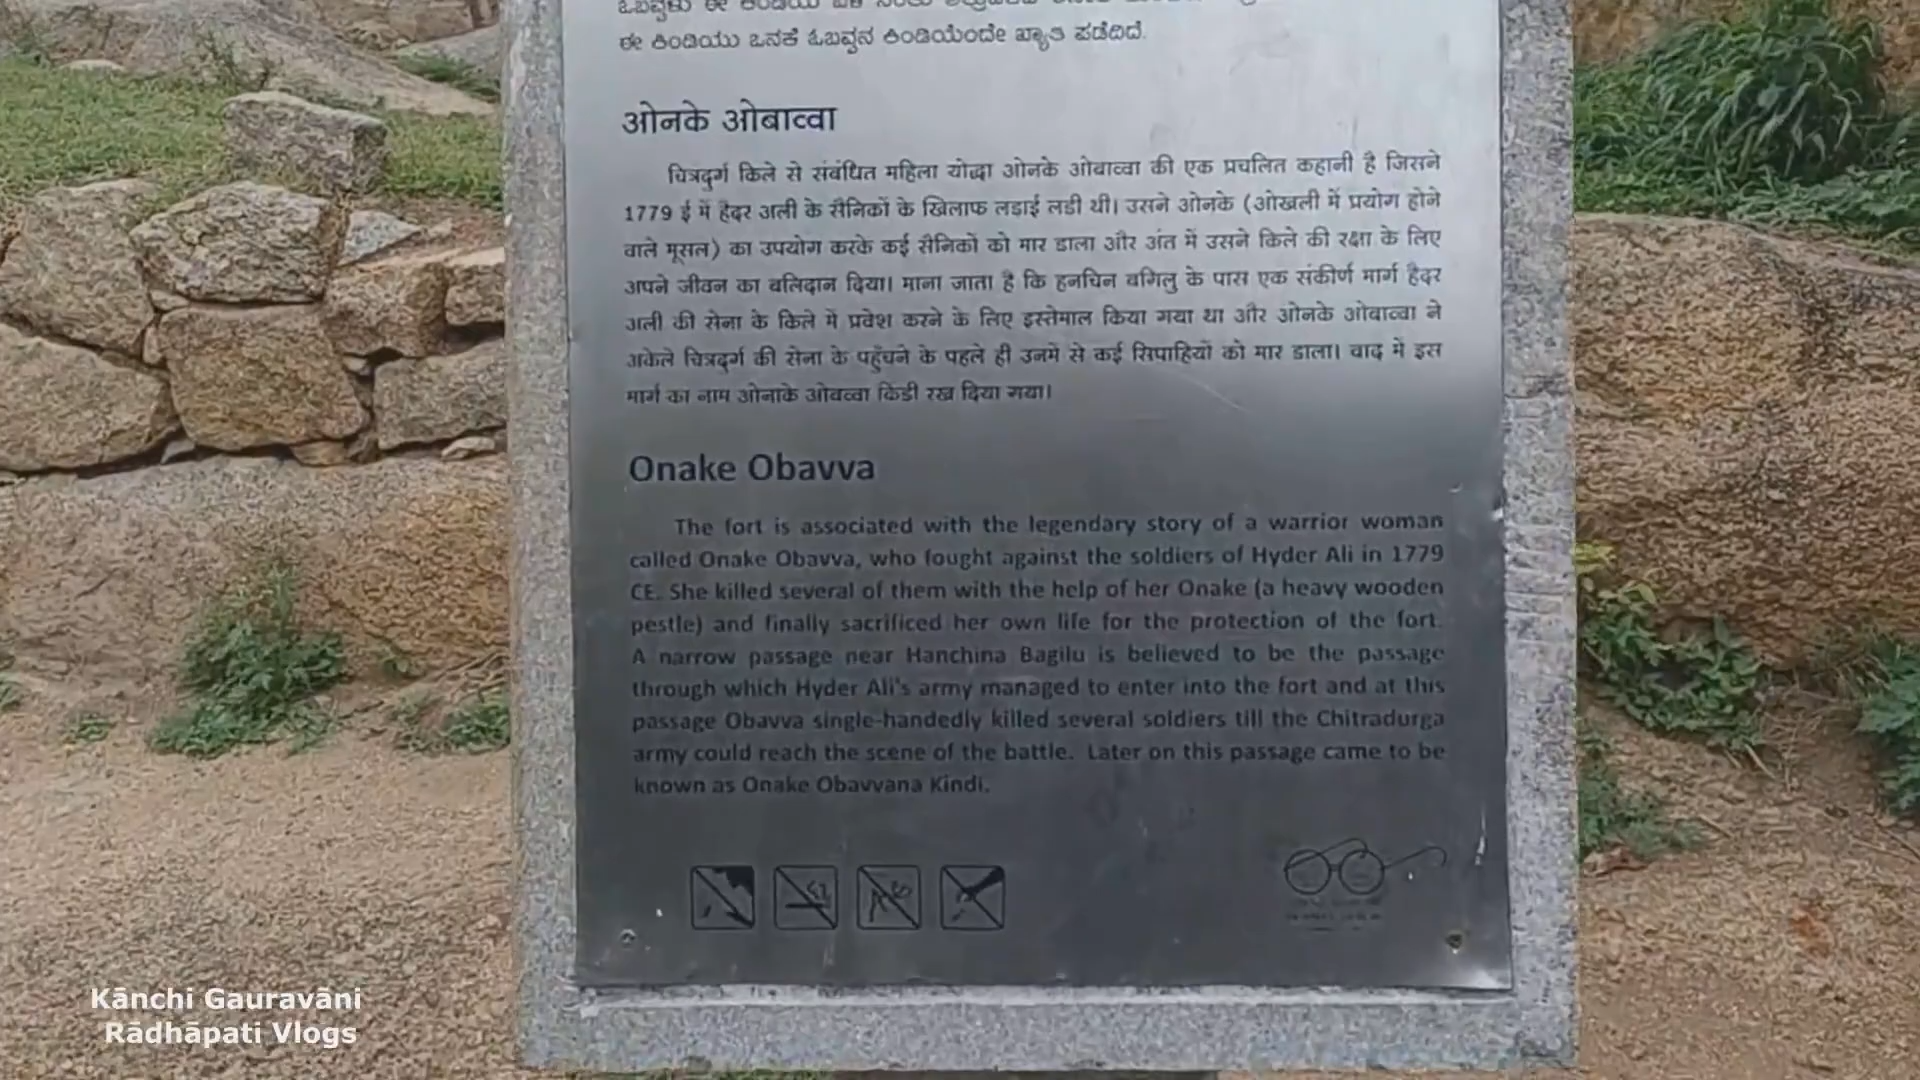 ಈ ಕಿಂಡಿಯು ಒನಕೆ ಓಬವ್ವನ ಕಿಂಡಿಯೆಂದೇ ಖ್ಯಾತಿ ಪಡೆದಿದೆ.
ओनके ओबाव्वा
चित्रदुर्ग किले से संबंधित महिला योद्धा ओनके ओबाव्वा की एक प्रचलित कहानी है जिसने
1779 ई में हैदर अली के सैनिकों के खिलाफ लडाई लडी थी। उसने ओनके (ओखली में प्रयोग होने
वाले मूसल) का उपयोग करके कई सैनिकों को मार डाला और अंत में उसने किले की रक्षा के लिए
अपने जीवन का बलिदान दिया। माना जाता है कि हनचिन बगिलु के पास एक संकीर्ण मार्ग हैदर
अली की सेना के किले में प्रवेश करने के लिए इस्तेमाल किया गया था और ओनके ओबाव्वा ने
अकेले चित्रदुर्ग की सेना के पहुँचने के पहले ही उनमें से कई सिपाहियों को मार डाला। बाद में इस
मार्ग का नाम ओनाके ओबव्वा किंडी रख दिया गया।
Onake Obavva
The fort is associated with the legendary story of a warrior woman
called Onake Obavva, who fought against the soldiers of Hyder Ali in 1779
CE. She killed several of them with the help of her Onake (a heavy wooden
pestle) and finally sacrificed her own life for the protection of the fort.
A narrow passage near Hanchina Bagilu is believed to be the passage
through which Hyder Ali's army managed to enter into the fort and at this
passage Obavva single-handedly killed several soldiers till the Chitradurga
army could reach the scene of the battle. Later on this passage came to be
known as Onake Obavvana Kindi.
Kānchi Gauravāni
Rādhāpati Vlogs